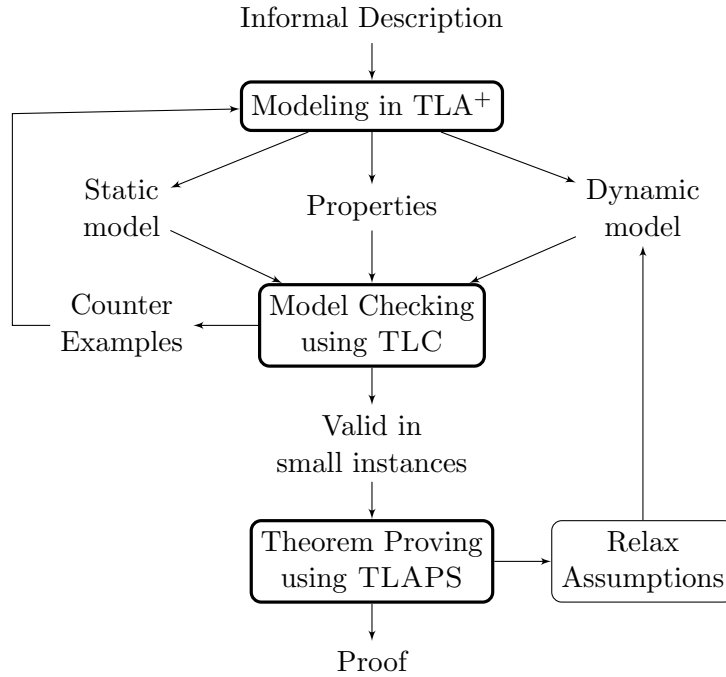 Informal Description
Modeling in TLA+
Static
model
Properties
Dynamic
model
Counter
Examples
Model Checking
using TLC
Valid in
small instances
Theorem Proving
using TLAPS
Relax
Assumptions
Proof